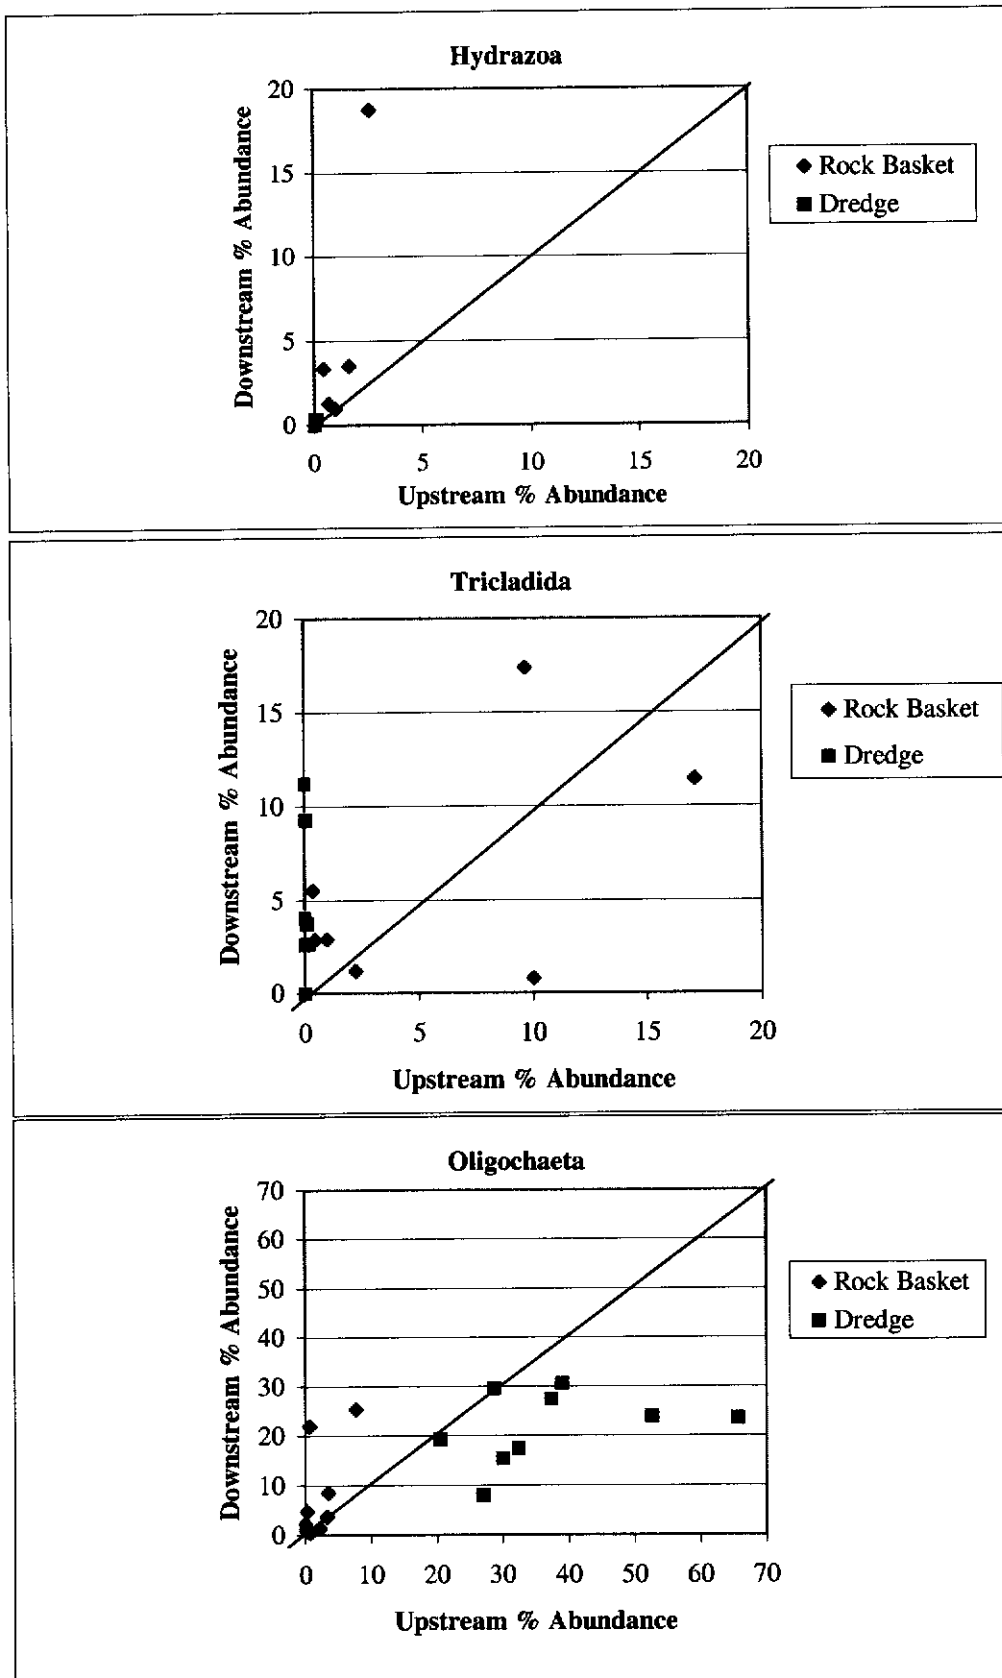 Hydrazoa
20
15
10
5
0
Downstream % Abundance
0 5 10 15 20
Upstream % Abundance
Rock Basket
Dredge
Tricladida
20
15
10
5
0
Downstream % Abundance
0 5 10 15 20
Upstream % Abundance
Rock Basket
Dredge
Oligochaeta
70
60
50
40
30
20
10
0
Downstream % Abundance
0 10 20 30 40 50 60 70
Upstream % Abundance
Rock Basket
Dredge